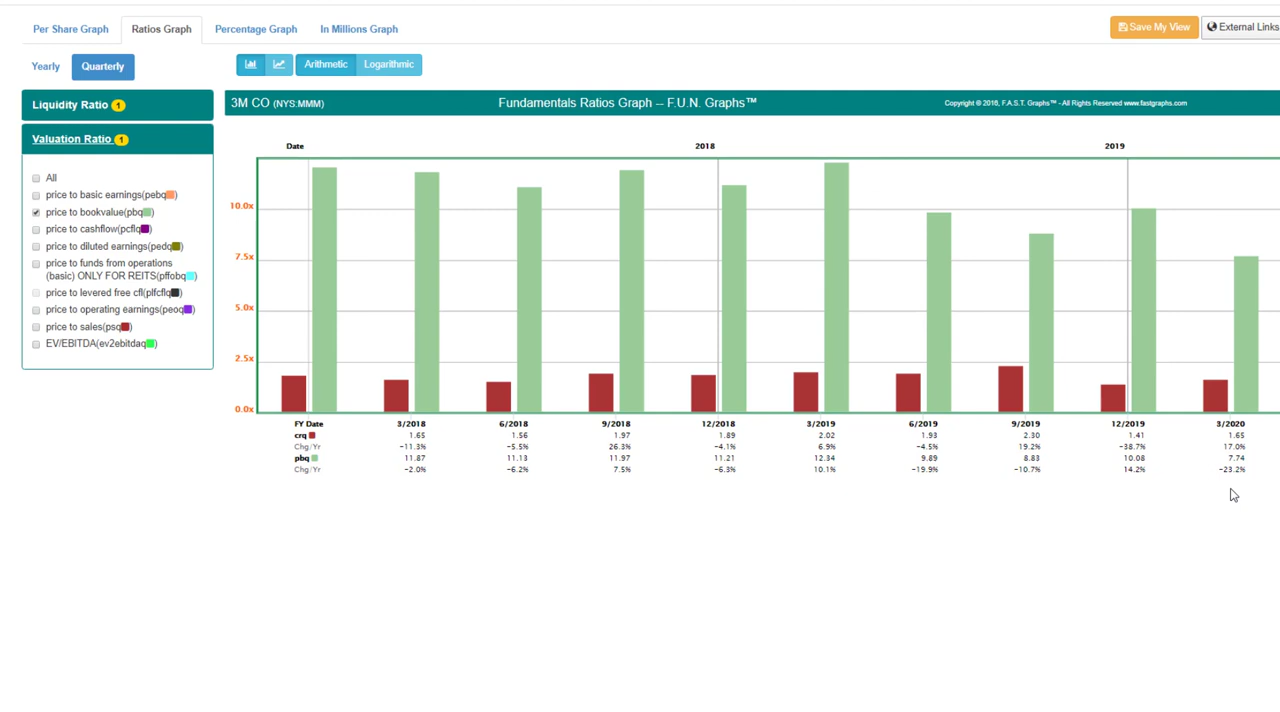 Per Share Graph Ratios Graph Percentage Graph In Millions Graph Save My View External Links
Yearly Quarterly Arithmetic Logarithmic
Liquidity Ratio 1
3M CO (NYS:MMM) Fundamentals Ratios Graph -- F.U.N. Graphs™ Copyright © 2018, F.A.S.T. Graphs™ - All Rights Reserved www.fastgraphs.com
Valuation Ratio 1
Date 2018 2019
All
price to basic earnings(pebq)
price to bookvalue(pbq)
price to cashflow(pcflq)
price to diluted earnings(pedq)
price to funds from operations
(basic) ONLY FOR REITS(pffobq)
price to levered free cfl(plfcflq)
price to operating earnings(peoq)
price to sales(psq)
EV/EBITDA(ev2ebitdaq)
10.0x
7.5x
5.0x
2.5x
0.0x
FY Date 3/2018 6/2018 9/2018 12/2018 3/2019 6/2019 9/2019 12/2019 3/2020
crq 1.65 1.56 1.97 1.89 2.02 1.93 2.30 1.41 1.65
Chg/Yr −11.3% −5.5% 26.3% −4.1% 6.9% −4.5% 19.2% −38.7% 17.0%
pbq 11.87 11.13 11.97 11.21 12.34 9.89 8.83 10.08 7.74
Chg/Yr −2.0% −6.2% 7.5% −6.3% 10.1% −19.9% −10.7% 14.2% −23.2%